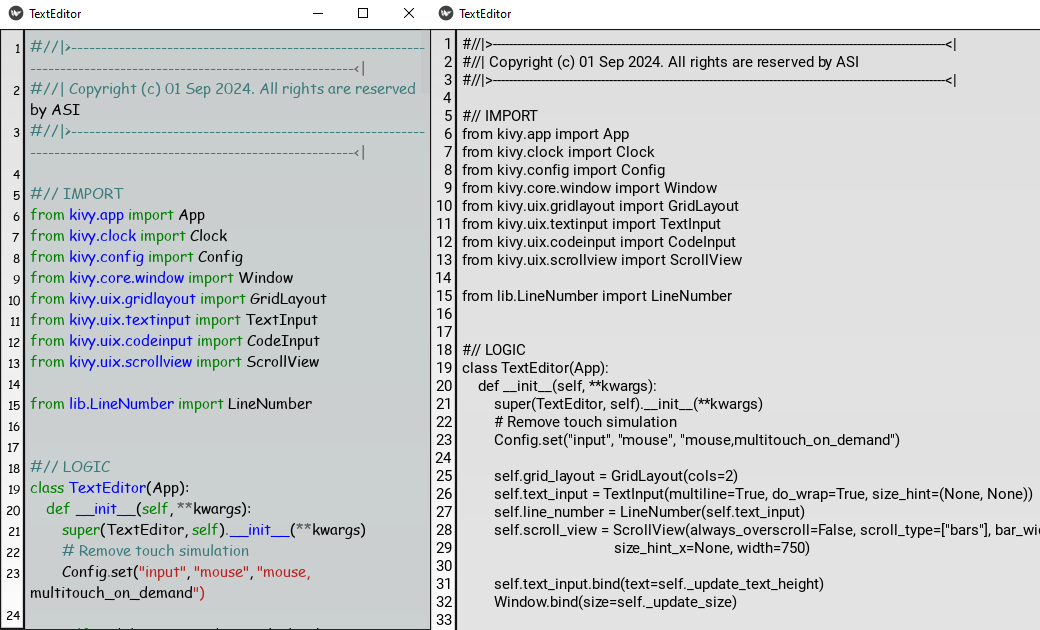 TextEditor
1 #//|>------------------------------------------------------------
------------------------------------------------------<|
2 #//| Copyright (c) 01 Sep 2024. All rights are reserved
by ASI
3 #//|>------------------------------------------------------------
------------------------------------------------------<|
4
5 #// IMPORT
6 from kivy.app import App
7 from kivy.clock import Clock
8 from kivy.config import Config
9 from kivy.core.window import Window
10 from kivy.uix.gridlayout import GridLayout
11 from kivy.uix.textinput import TextInput
12 from kivy.uix.codeinput import CodeInput
13 from kivy.uix.scrollview import ScrollView
14
15 from lib.LineNumber import LineNumber
16
17
18 #// LOGIC
19 class TextEditor(App):
20 def __init__(self, **kwargs):
21 super(TextEditor, self).__init__(**kwargs)
22 # Remove touch simulation
23 Config.set("input", "mouse", "mouse,
multitouch_on_demand")
24
TextEditor
1 #//|>------------------------------------------------------------------------------------------------------------------<|
2 #//| Copyright (c) 01 Sep 2024. All rights are reserved by ASI
3 #//|>------------------------------------------------------------------------------------------------------------------<|
4
5 #// IMPORT
6 from kivy.app import App
7 from kivy.clock import Clock
8 from kivy.config import Config
9 from kivy.core.window import Window
10 from kivy.uix.gridlayout import GridLayout
11 from kivy.uix.textinput import TextInput
12 from kivy.uix.codeinput import CodeInput
13 from kivy.uix.scrollview import ScrollView
14
15 from lib.LineNumber import LineNumber
16
17
18 #// LOGIC
19 class TextEditor(App):
20 def __init__(self, **kwargs):
21 super(TextEditor, self).__init__(**kwargs)
22 # Remove touch simulation
23 Config.set("input", "mouse", "mouse,multitouch_on_demand")
24
25 self.grid_layout = GridLayout(cols=2)
26 self.text_input = TextInput(multiline=True, do_wrap=True, size_hint=(None, None))
27 self.line_number = LineNumber(self.text_input)
28 self.scroll_view = ScrollView(always_overscroll=False, scroll_type=["bars"], bar_wi
29 size_hint_x=None, width=750)
30
31 self.text_input.bind(text=self._update_text_height)
32 Window.bind(size=self._update_size)
33